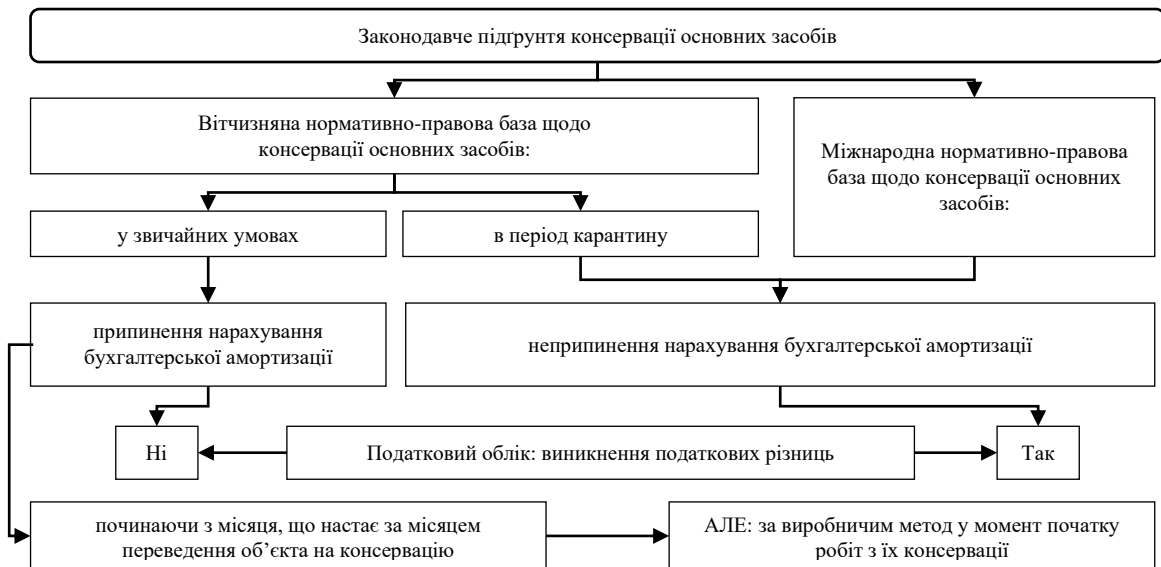 Законодавче підґрунтя консервації основних засобів
Вітчизняна нормативно-правова база щодо
консервації основних засобів:
Міжнародна нормативно-правова
база щодо консервації основних
засобів:
у звичайних умовах
в період карантину
припинення нарахування
бухгалтерської амортизації
неприпинення нарахування бухгалтерської амортизації
Ні
Податковий облік: виникнення податкових різниць
Так
починаючи з місяця, що настає за місяцем
переведення об’єкта на консервацію
АЛЕ: за виробничим метод у момент початку
робіт з їх консервації